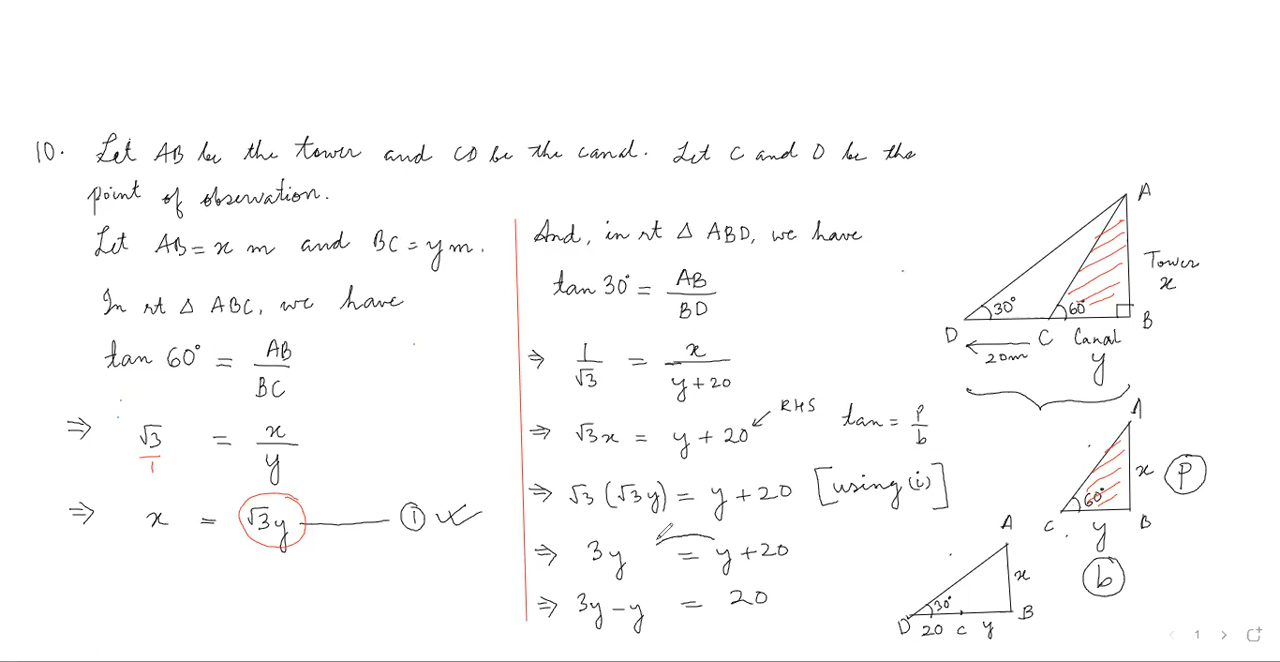 10. Let AB be the tower and CD be the canal. Let C and D be the
point of observation.
Let AB = x m and BC = y m.
In rt △ ABC, we have
tan 60° = AB/BC
⇒ √3/1 = x/y
⇒ x = √3y ——— ①
And, in rt △ ABD, we have
tan 30° = AB/BD
⇒ 1/√3 = x/y+20
⇒ √3x = y + 20 RHS
tan = p/b
⇒ √3 (√3y) = y + 20 [using (i)]
⇒ 3y = y + 20
⇒ 3y - y = 20
A
Tower
x
30° 60°
D C Canal B
20m
y
A
x P
60°
C y B
b
A
x
30°
D 20 C y B
1